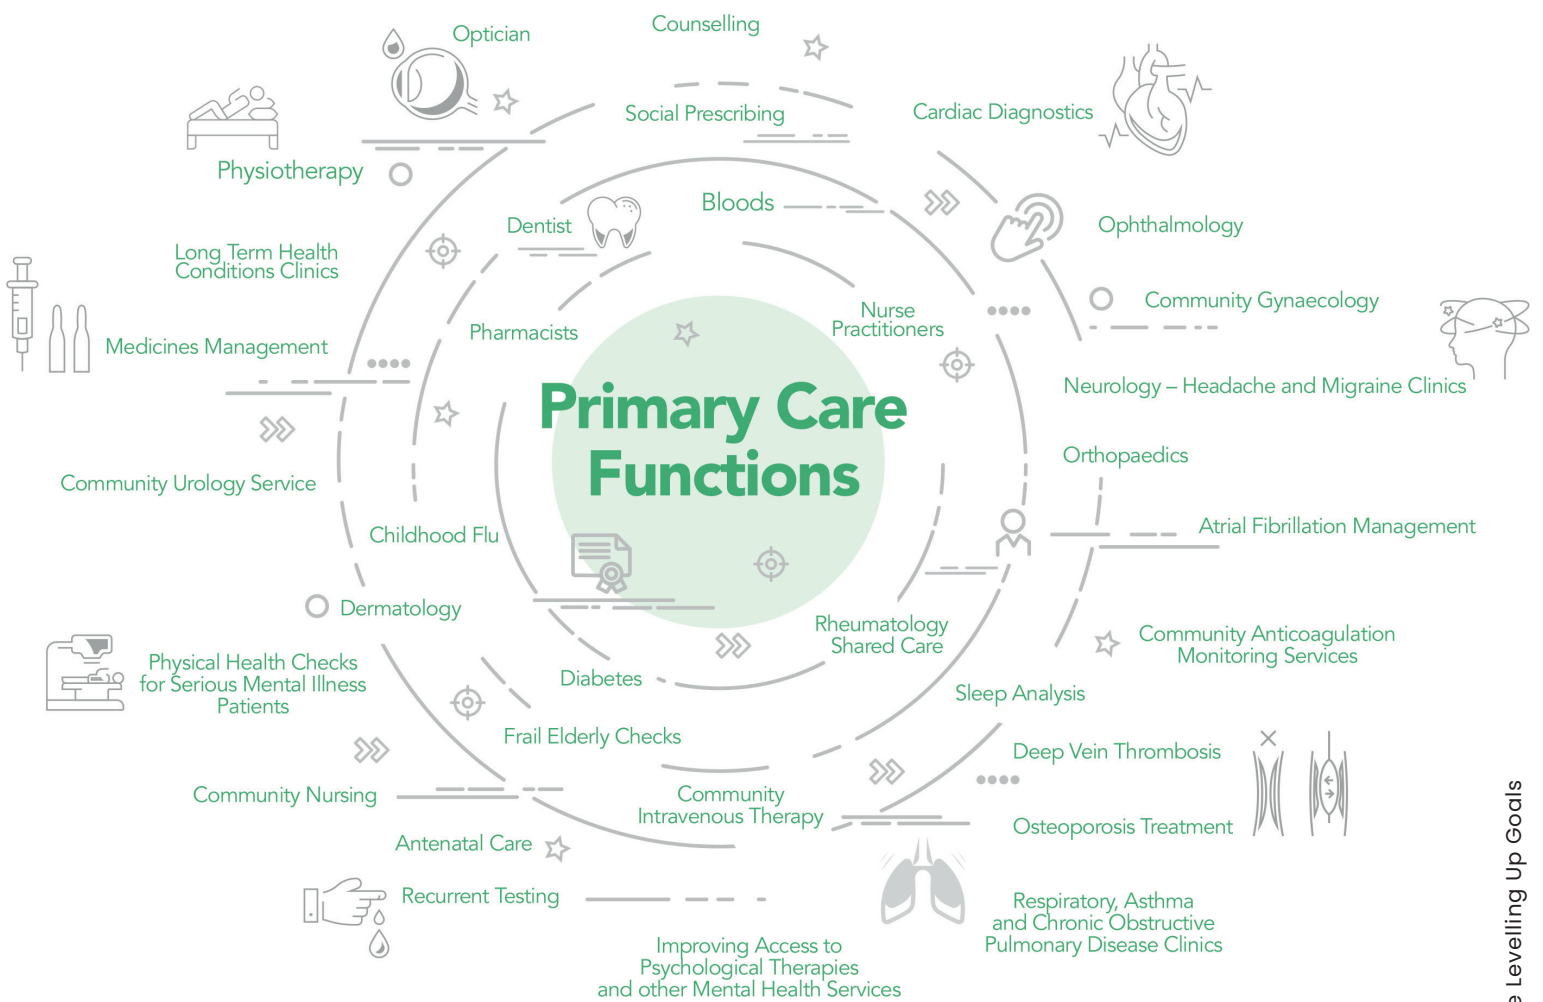 Counselling
Optician
Social Prescribing
Cardiac Diagnostics
Physiotherapy
Bloods
Dentist
Ophthalmology
Long Term Health
Conditions Clinics
Community Gynaecology
Nurse
Practitioners
Pharmacists
Medicines Management
Neurology – Headache and Migraine Clinics
Primary Care
Functions
Orthopaedics
Community Urology Service
Atrial Fibrillation Management
Childhood Flu
Dermatology
Rheumatology
Shared Care
Community Anticoagulation
Monitoring Services
Physical Health Checks
for Serious Mental Illness
Patients
Diabetes
Sleep Analysis
Frail Elderly Checks
Deep Vein Thrombosis
Community Nursing
Community
Intravenous Therapy
Osteoporosis Treatment
Antenatal Care
Recurrent Testing
Respiratory, Asthma
and Chronic Obstructive
Pulmonary Disease Clinics
Improving Access to
Psychological Therapies
and other Mental Health Services
Levelling Up Goals